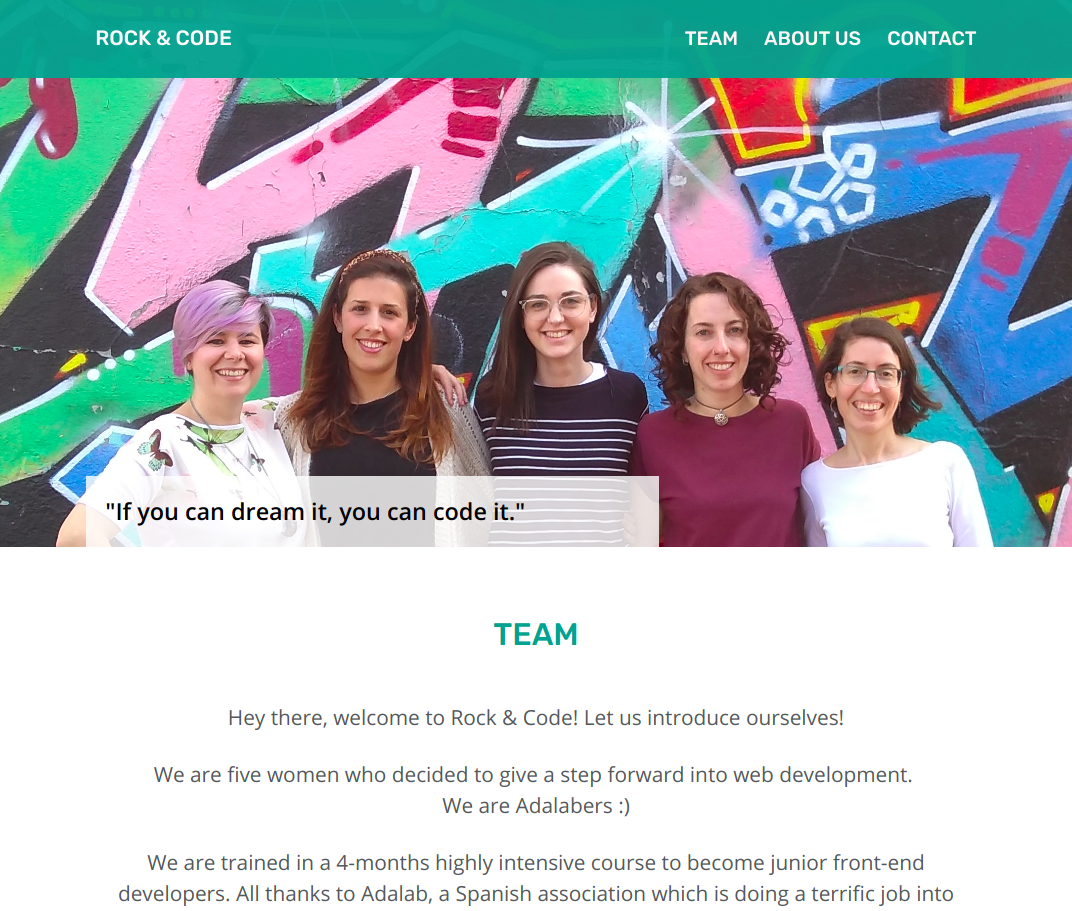 ROCK & CODE
TEAM ABOUT US CONTACT
"If you can dream it, you can code it."
TEAM
Hey there, welcome to Rock & Code! Let us introduce ourselves!
We are five women who decided to give a step forward into web development.
We are Adalabers :)
We are trained in a 4-months highly intensive course to become junior front-end
developers. All thanks to Adalab, a Spanish association which is doing a terrific job into